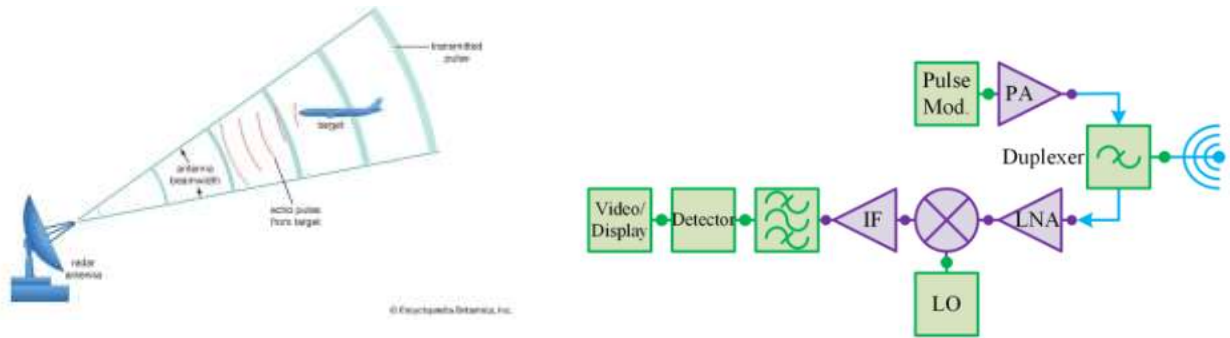 transmitted
pulse
target
antenna
beamwidth
echo pulse
from target
radar
antenna
© Encyclopædia Britannica, Inc.
Pulse
Mod.
PA
Duplexer
Video/
Display
Detector
IF
LNA
LO